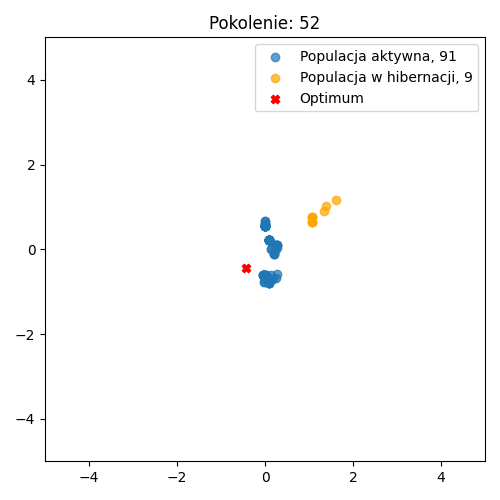 Pokolenie: 52
Populacja aktywna, 91
Populacja w hibernacji, 9
Optimum
4
2
0
−2
−4
−4 −2 0 2 4